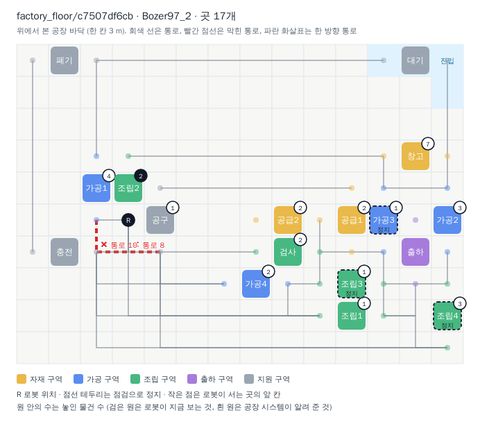 factory_floor/c7507df6cb · Bozer97_2 · 곳 17개
위에서 본 공장 바닥 (한 칸 3 m). 회색 선은 통로, 빨간 점선은 막힌 통로, 파란 화살표는 한 방향 통로
폐기
대기
진입
창고
7
가공1
4
조립2
2
R
공구
1
공급2
2
공급1
2
가공3
1
정지
가공2
3
✖ 통로 10
통로 8
충전
검사
2
출하
가공4
2
조립3
1
정지
조립1
1
조립4
3
정지
자재 구역
가공 구역
조립 구역
출하 구역
지원 구역
R 로봇 위치 · 점선 테두리는 점검으로 정지 · 작은 점은 로봇이 서는 곳의 앞 칸
원 안의 수는 놓인 물건 수 (검은 원은 로봇이 지금 보는 것, 흰 원은 공장 시스템이 알려 준 것)